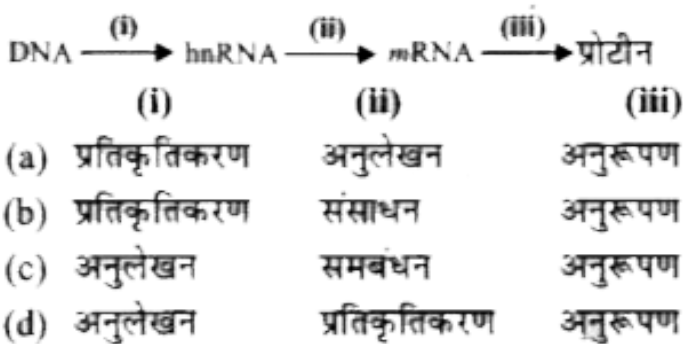 DNA (i) hnRNA (ii) mRNA (iii) प्रोटीन
(i) (ii) (iii)
(a) प्रतिकृतिकरण अनुलेखन अनुरूपण
(b) प्रतिकृतिकरण संसाधन अनुरूपण
(c) अनुलेखन समबंधन अनुरूपण
(d) अनुलेखन प्रतिकृतिकरण अनुरूपण